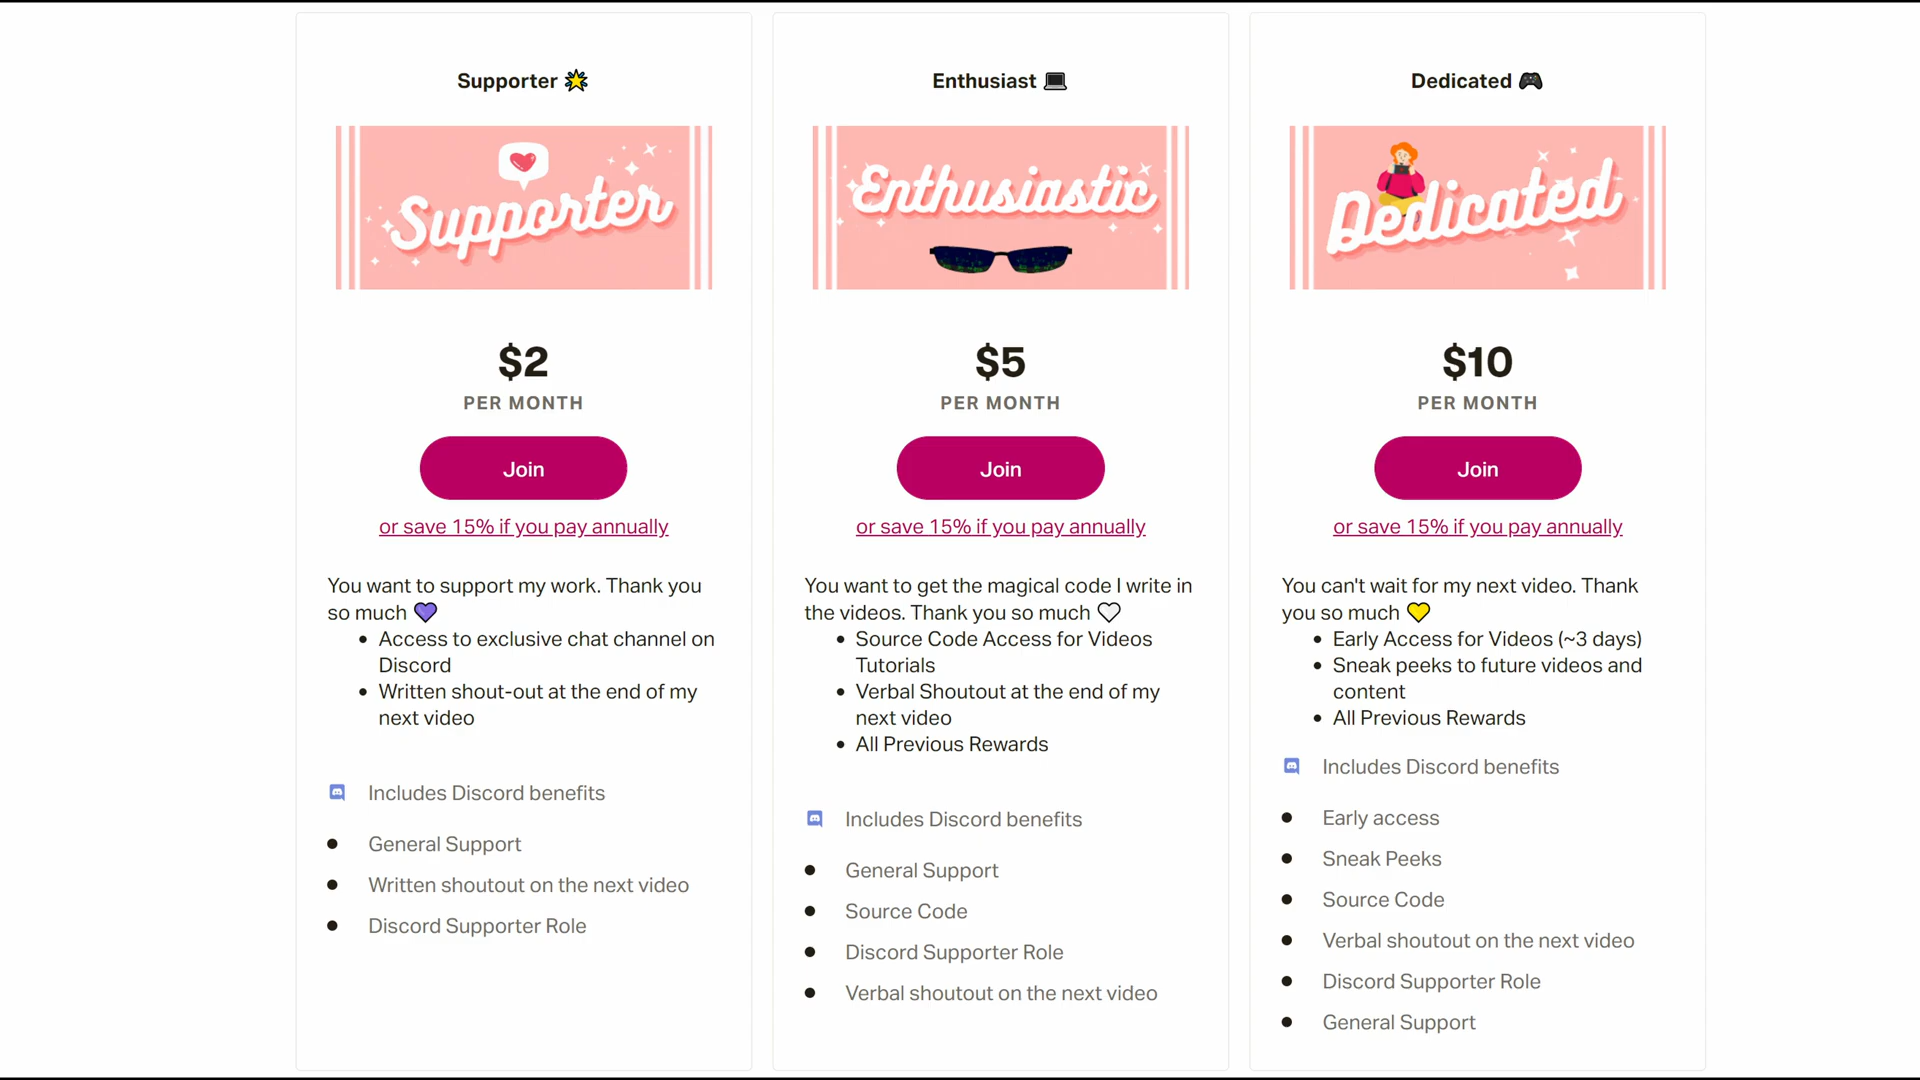 Supporter 🌟
Supporter
$2
PER MONTH
Join
or save 15% if you pay annually
You want to support my work. Thank you
so much 💜
• Access to exclusive chat channel on
Discord
• Written shout-out at the end of my
next video
Includes Discord benefits
• General Support
• Written shoutout on the next video
• Discord Supporter Role
Enthusiast 💻
Enthusiastic
$5
PER MONTH
Join
or save 15% if you pay annually
You want to get the magical code I write in
the videos. Thank you so much 🤍
• Source Code Access for Videos
Tutorials
• Verbal Shoutout at the end of my
next video
• All Previous Rewards
Includes Discord benefits
• General Support
• Source Code
• Discord Supporter Role
• Verbal shoutout on the next video
Dedicated 🎮
Dedicated
$10
PER MONTH
Join
or save 15% if you pay annually
You can't wait for my next video. Thank
you so much 💛
• Early Access for Videos (~3 days)
• Sneak peeks to future videos and
content
• All Previous Rewards
Includes Discord benefits
• Early access
• Sneak Peeks
• Source Code
• Verbal shoutout on the next video
• Discord Supporter Role
• General Support